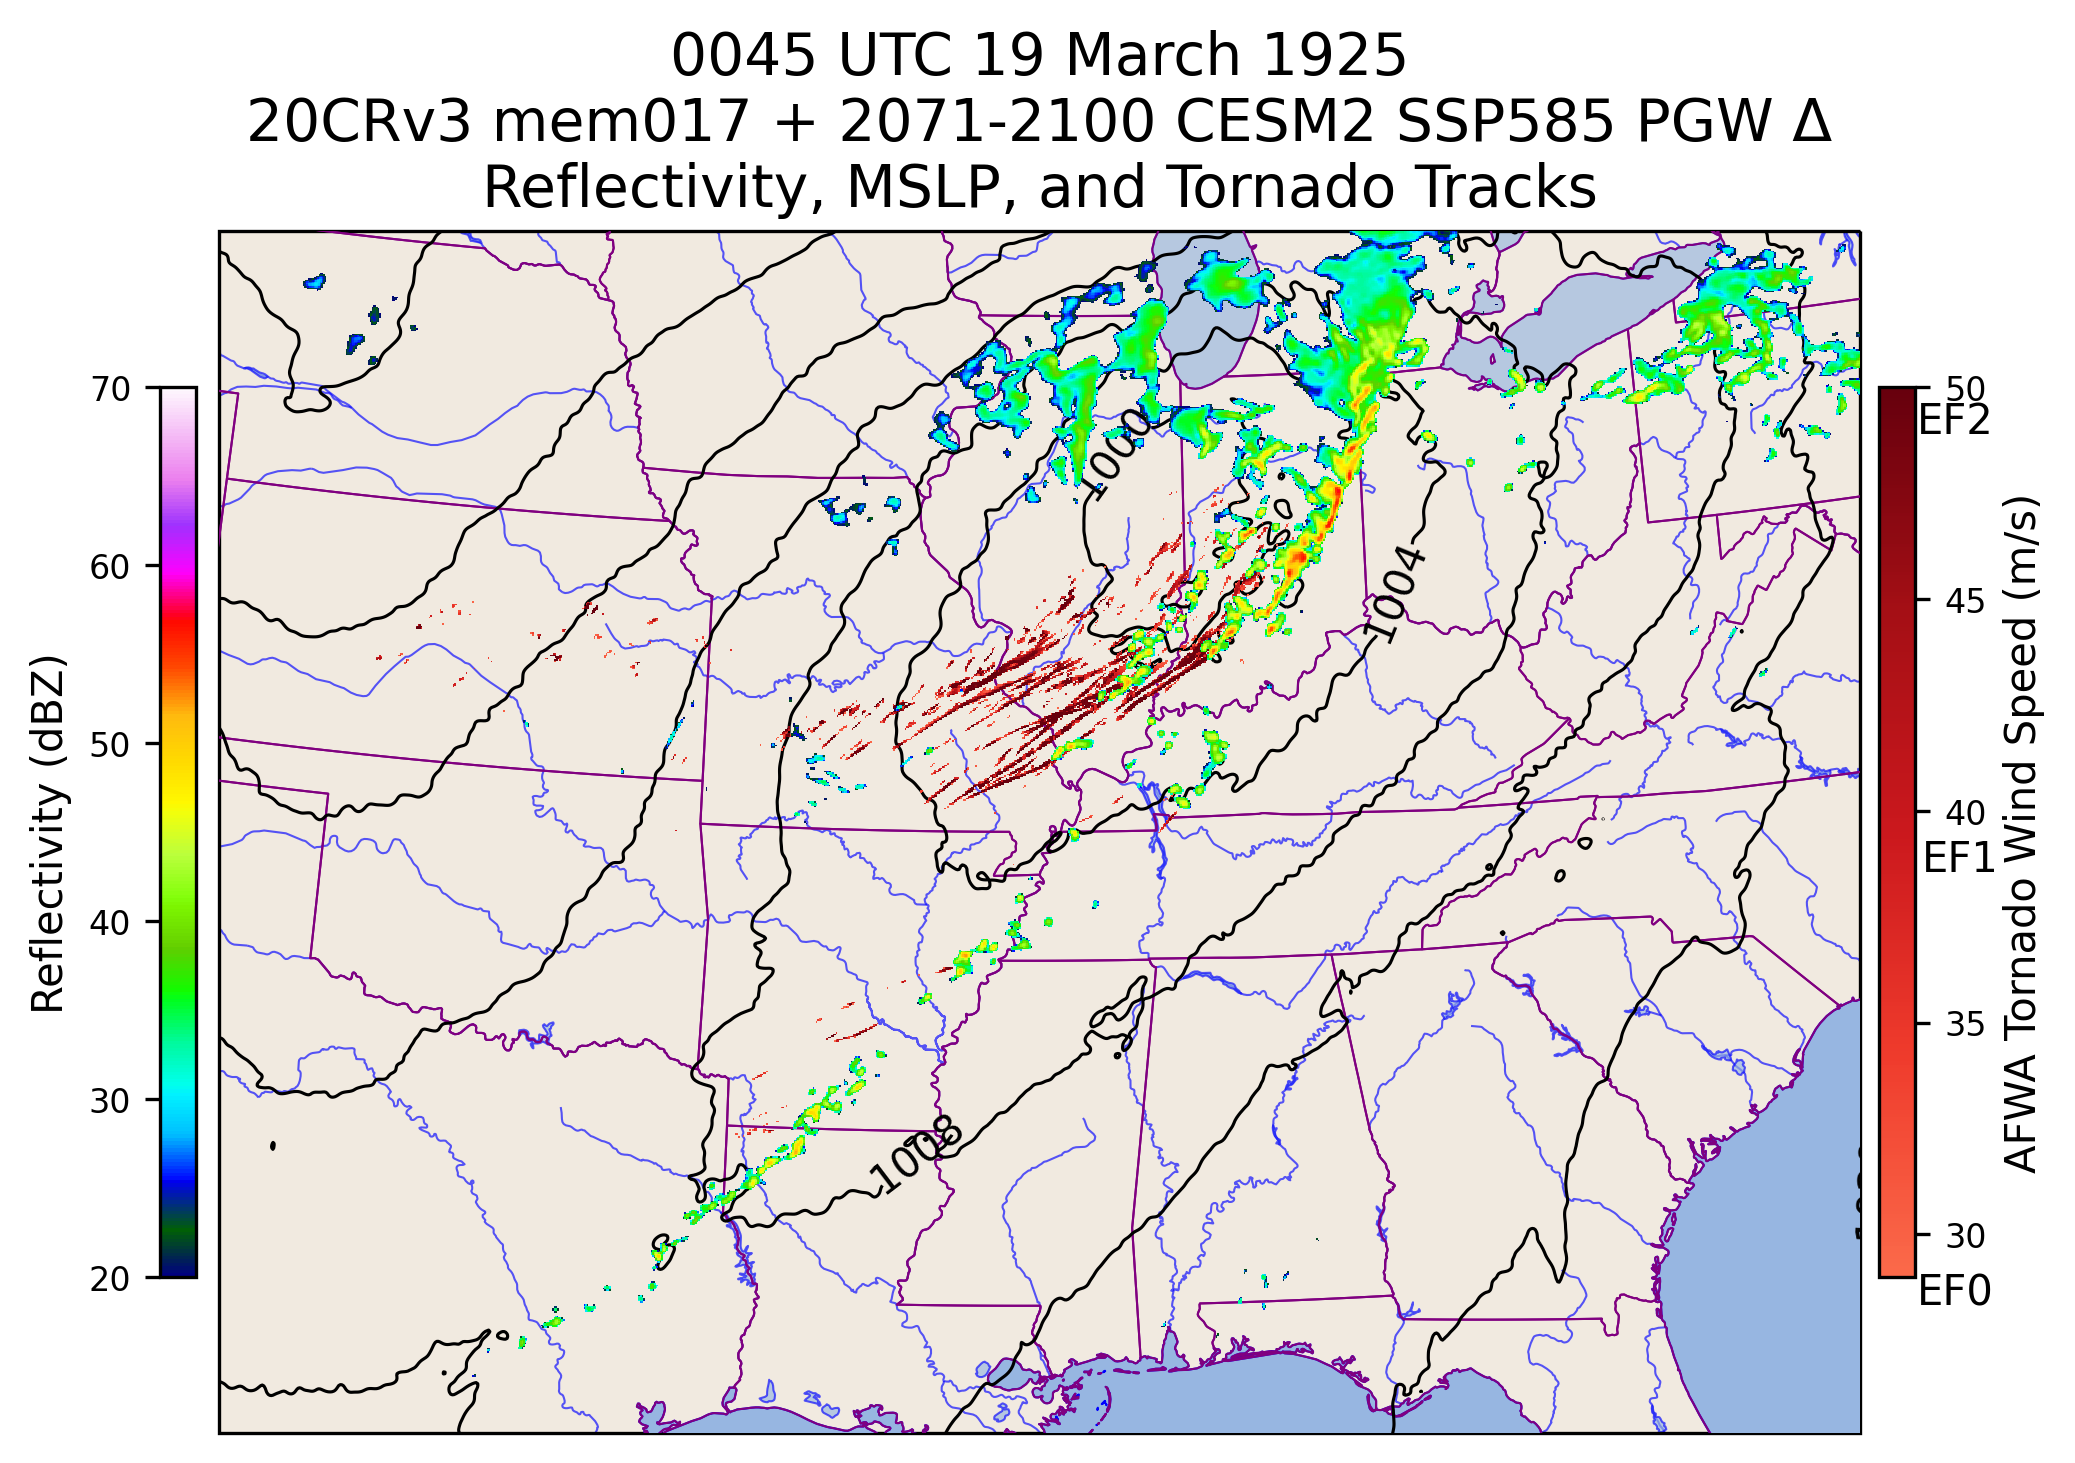 0045 UTC 19 March 1925
20CRv3 mem017 + 2071-2100 CESM2 SSP585 PGW Δ
Reflectivity, MSLP, and Tornado Tracks
Reflectivity (dBZ)
70
60
50
40
30
20
1000
1004
1008
50
EF2
45
40
EF1
35
30
EF0
AFWA Tornado Wind Speed (m/s)